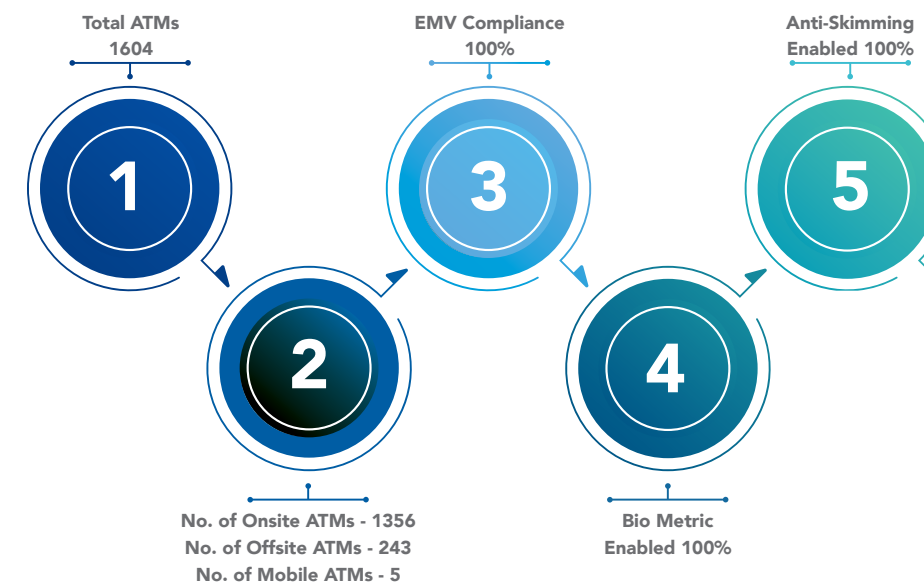 Total ATMs
1604
1
No. of Onsite ATMs - 1356
No. of Offsite ATMs - 243
No. of Mobile ATMs - 5
2
EMV Compliance
100%
3
Bio Metric
Enabled 100%
4
Anti-Skimming
Enabled 100%
5